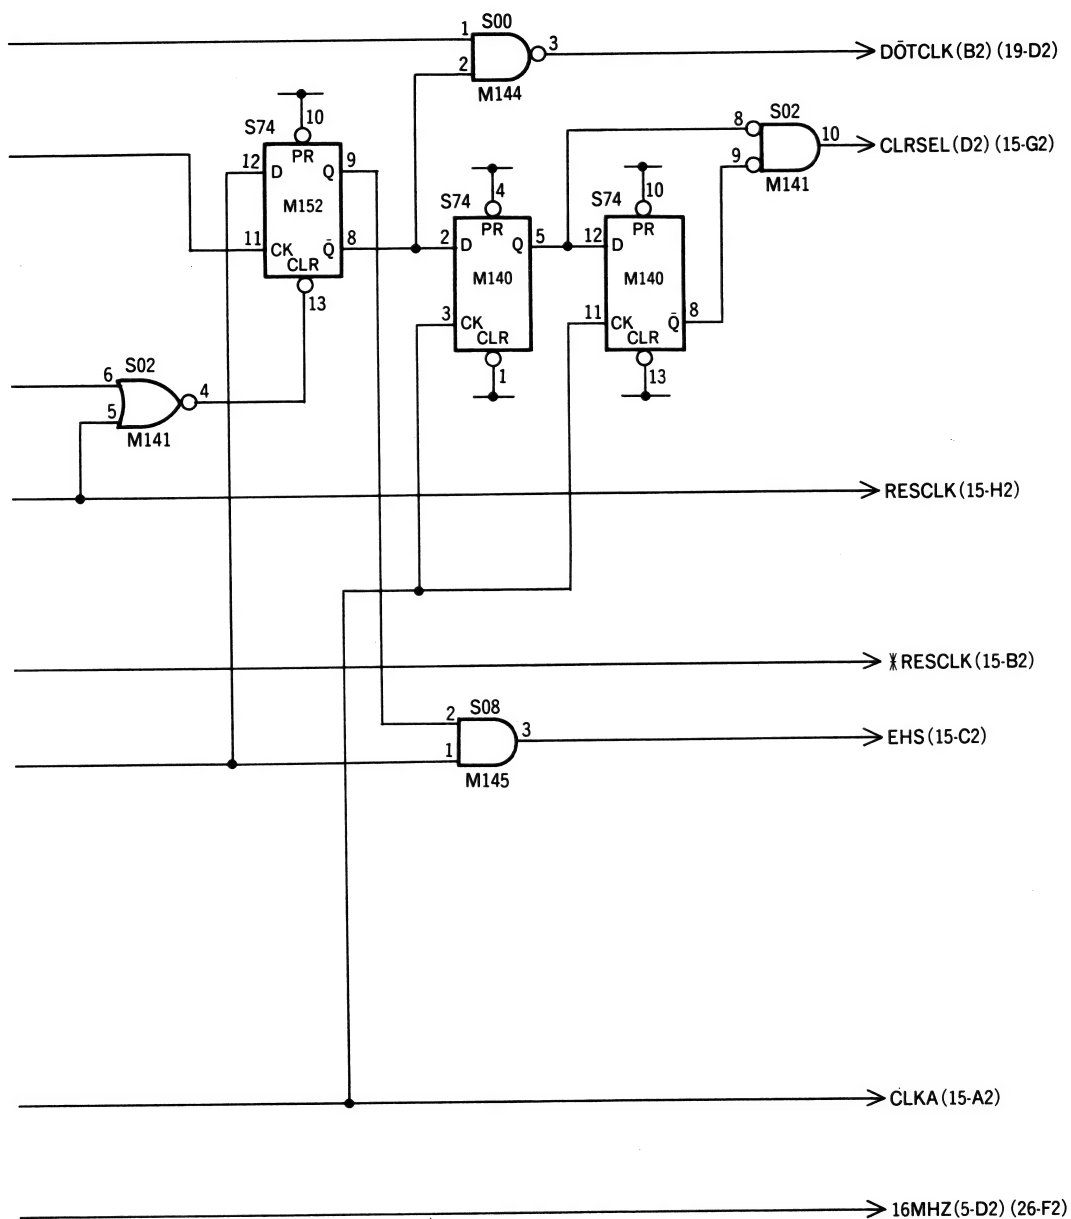 S00
1
3
2
M144
DŌTCLK(B2) (19-D2)
S02
8
10
9
M141
CLRSEL(D2) (15-G2)
10
S74
PR
12
D
Q
9
M152
11
CK
Q̄
8
CLR
13
4
S74
PR
2
D
Q
5
M140
3
CK
CLR
1
10
S74
PR
12
D
M140
11
CK
Q̄
8
CLR
13
S02
6
4
5
M141
RESCLK(15-H2)
*RESCLK(15-B2)
S08
2
3
1
M145
EHS(15-C2)
CLKA(15-A2)
16MHZ(5-D2) (26-F2)